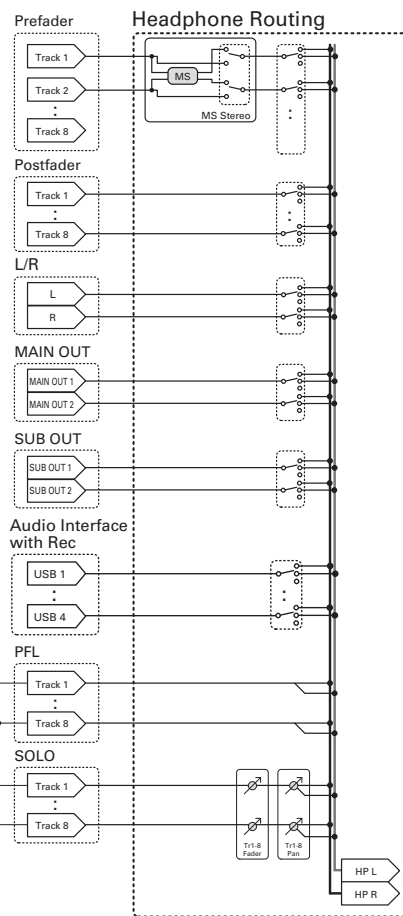 Prefader
Headphone Routing
Track 1
MS
Track 2
:
:
MS Stereo
Track 8
Postfader
Track 1
:
:
Track 8
L/R
L
R
MAIN OUT
MAIN OUT 1
MAIN OUT 2
SUB OUT
SUB OUT 1
SUB OUT 2
Audio Interface
with Rec
USB 1
:
:
USB 4
PFL
Track 1
:
Track 8
SOLO
Track 1
:
Track 8
Tr1-8
Fader
Tr1-8
Pan
HP L
HP R